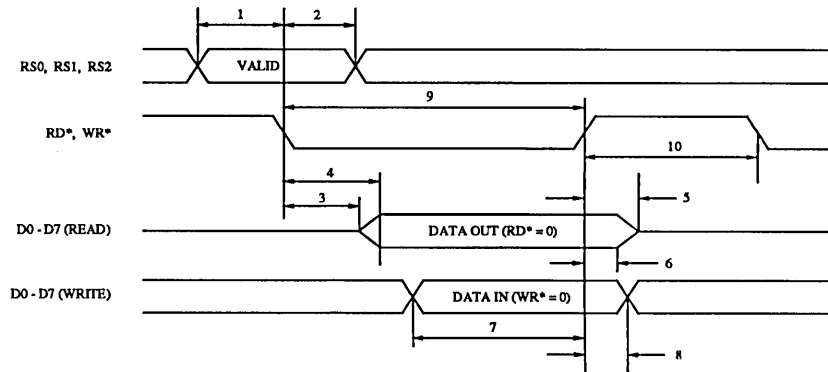 1 2
RS0, RS1, RS2 VALID
9
RD*, WR*
10
4
3 5
D0 - D7 (READ) DATA OUT (RD* = 0)
6
D0 - D7 (WRITE) DATA IN (WR* = 0)
7
8